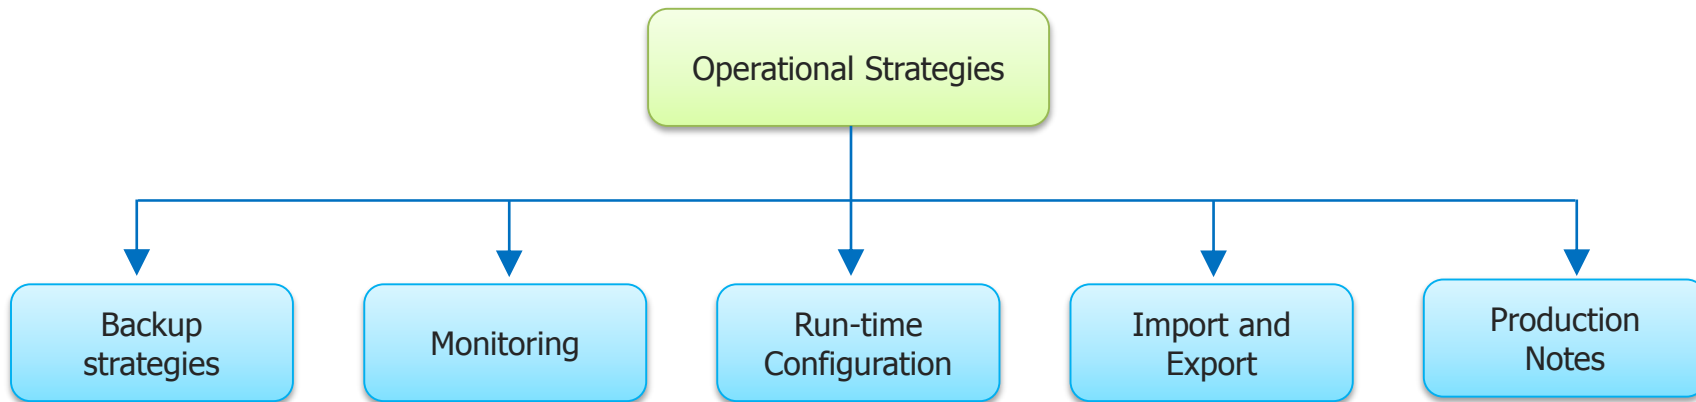 Operational Strategies
Backup
strategies
Monitoring
Run-time
Configuration
Import and
Export
Production
Notes